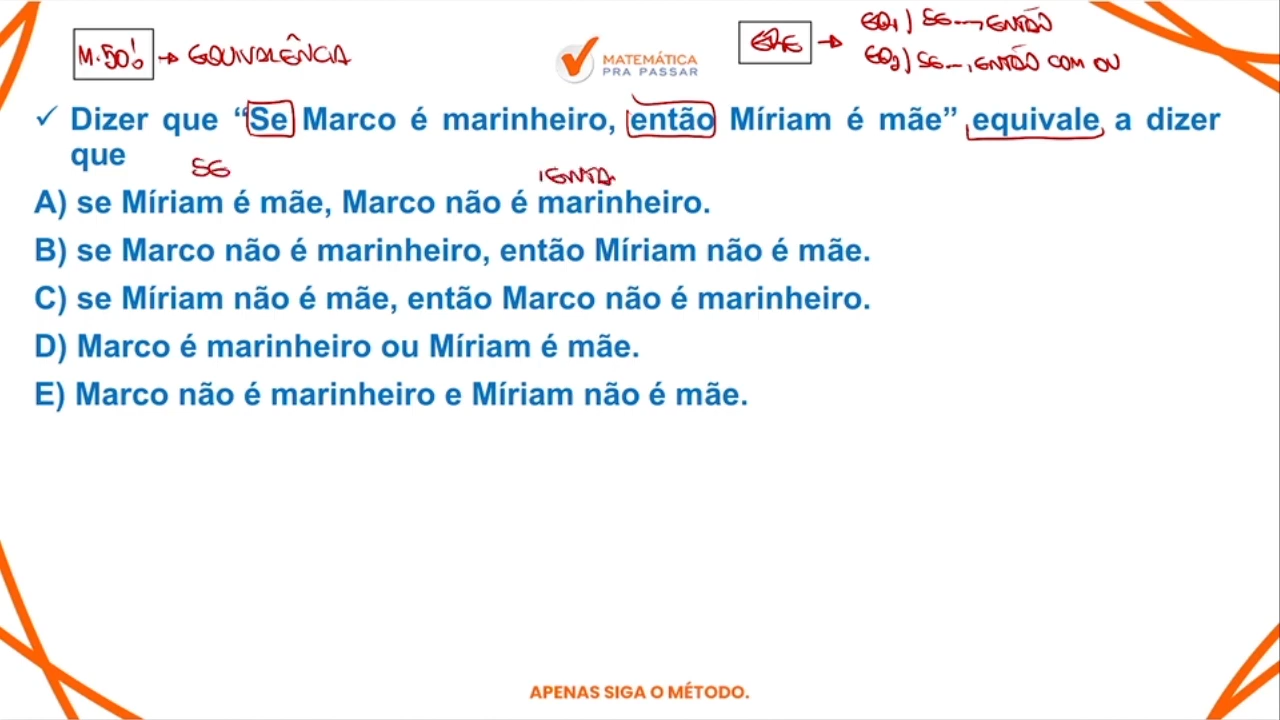 M.50! → EQUIVALÊNCIA
MATEMÁTICA
PRA PASSAR
EQ1) SE..., ENTÃO
EQ2) SE..., ENTÃO COM OU
✓ Dizer que “Se Marco é marinheiro, então Míriam é mãe” equivale a dizer
que
SE
A) se Míriam é mãe, Marco não é marinheiro.
B) se Marco não é marinheiro, então Míriam não é mãe.
C) se Míriam não é mãe, então Marco não é marinheiro.
D) Marco é marinheiro ou Míriam é mãe.
E) Marco não é marinheiro e Míriam não é mãe.
APENAS SIGA O MÉTODO.